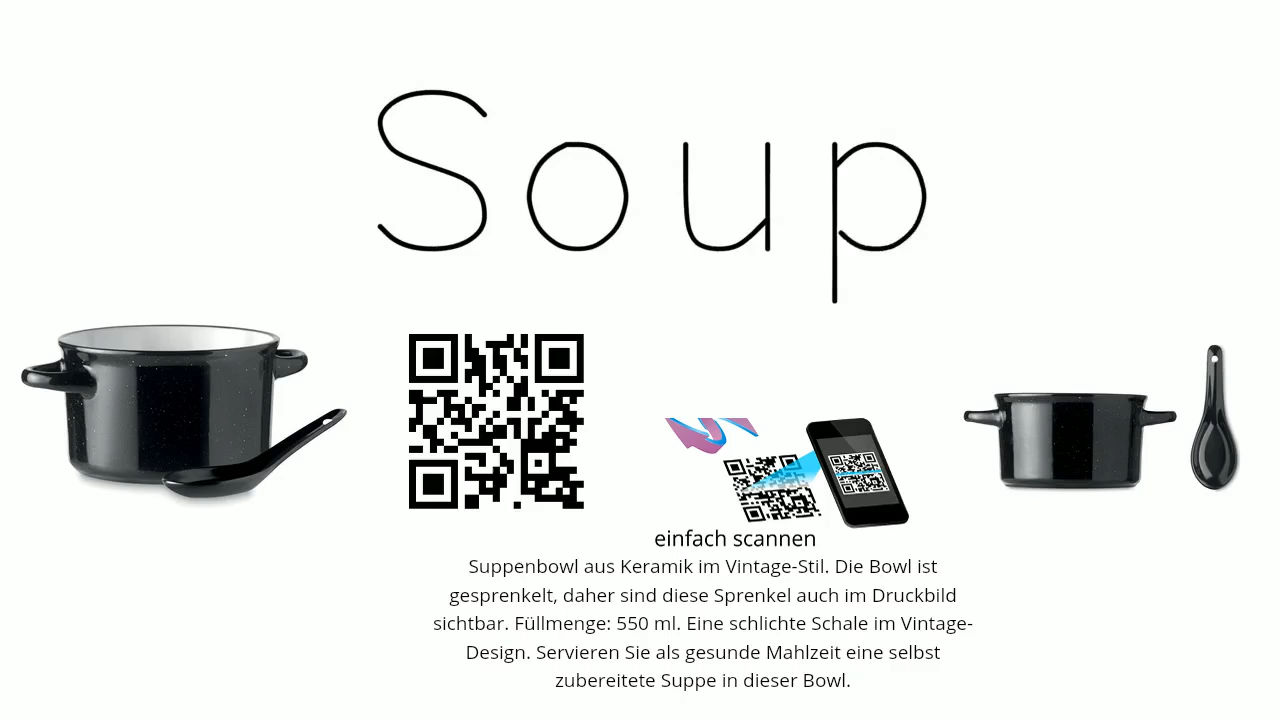 Soup
einfach scannen
Suppenbowl aus Keramik im Vintage-Stil. Die Bowl ist
gesprenkelt, daher sind diese Sprenkel auch im Druckbild
sichtbar. Füllmenge: 550 ml. Eine schlichte Schale im Vintage-
Design. Servieren Sie als gesunde Mahlzeit eine selbst
zubereitete Suppe in dieser Bowl.